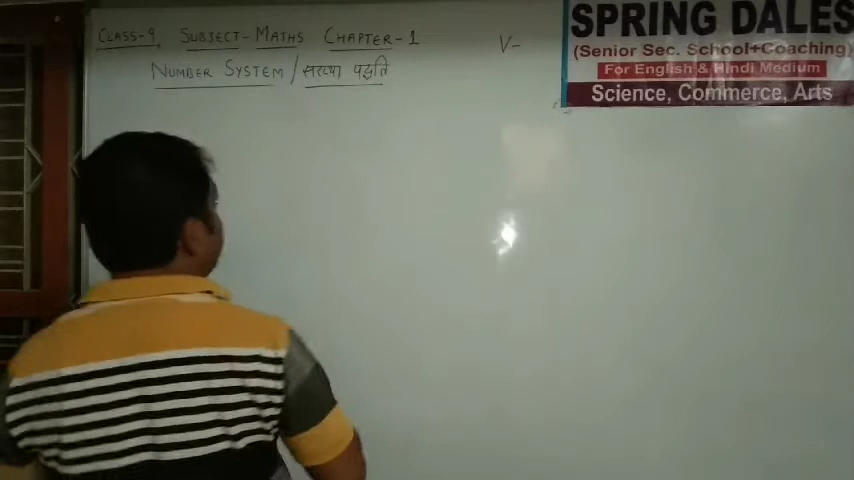 CLASS-9 SUBJECT-MATHS CHAPTER-1
NUMBER SYSTEM / संख्या पद्धति
V-
SPRING DALES
(Senior Sec. School+Coaching)
For English & Hindi Medium
Science, Commerce, Arts